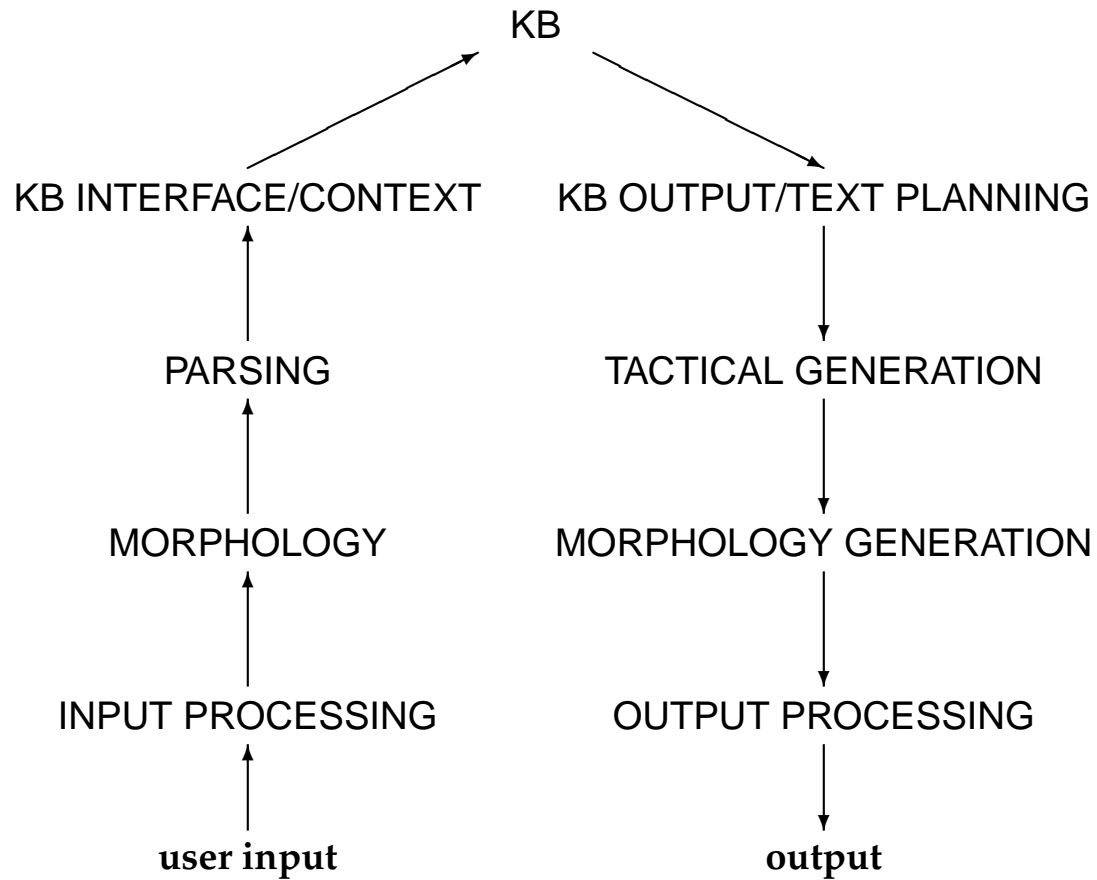 KB
KB INTERFACE/CONTEXT
KB OUTPUT/TEXT PLANNING
PARSING
TACTICAL GENERATION
MORPHOLOGY
MORPHOLOGY GENERATION
INPUT PROCESSING
OUTPUT PROCESSING
user input
output